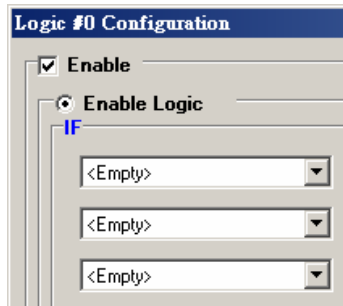 Logic #0 Configuration
Enable
Enable Logic
IF
<Empty>
<Empty>
<Empty>